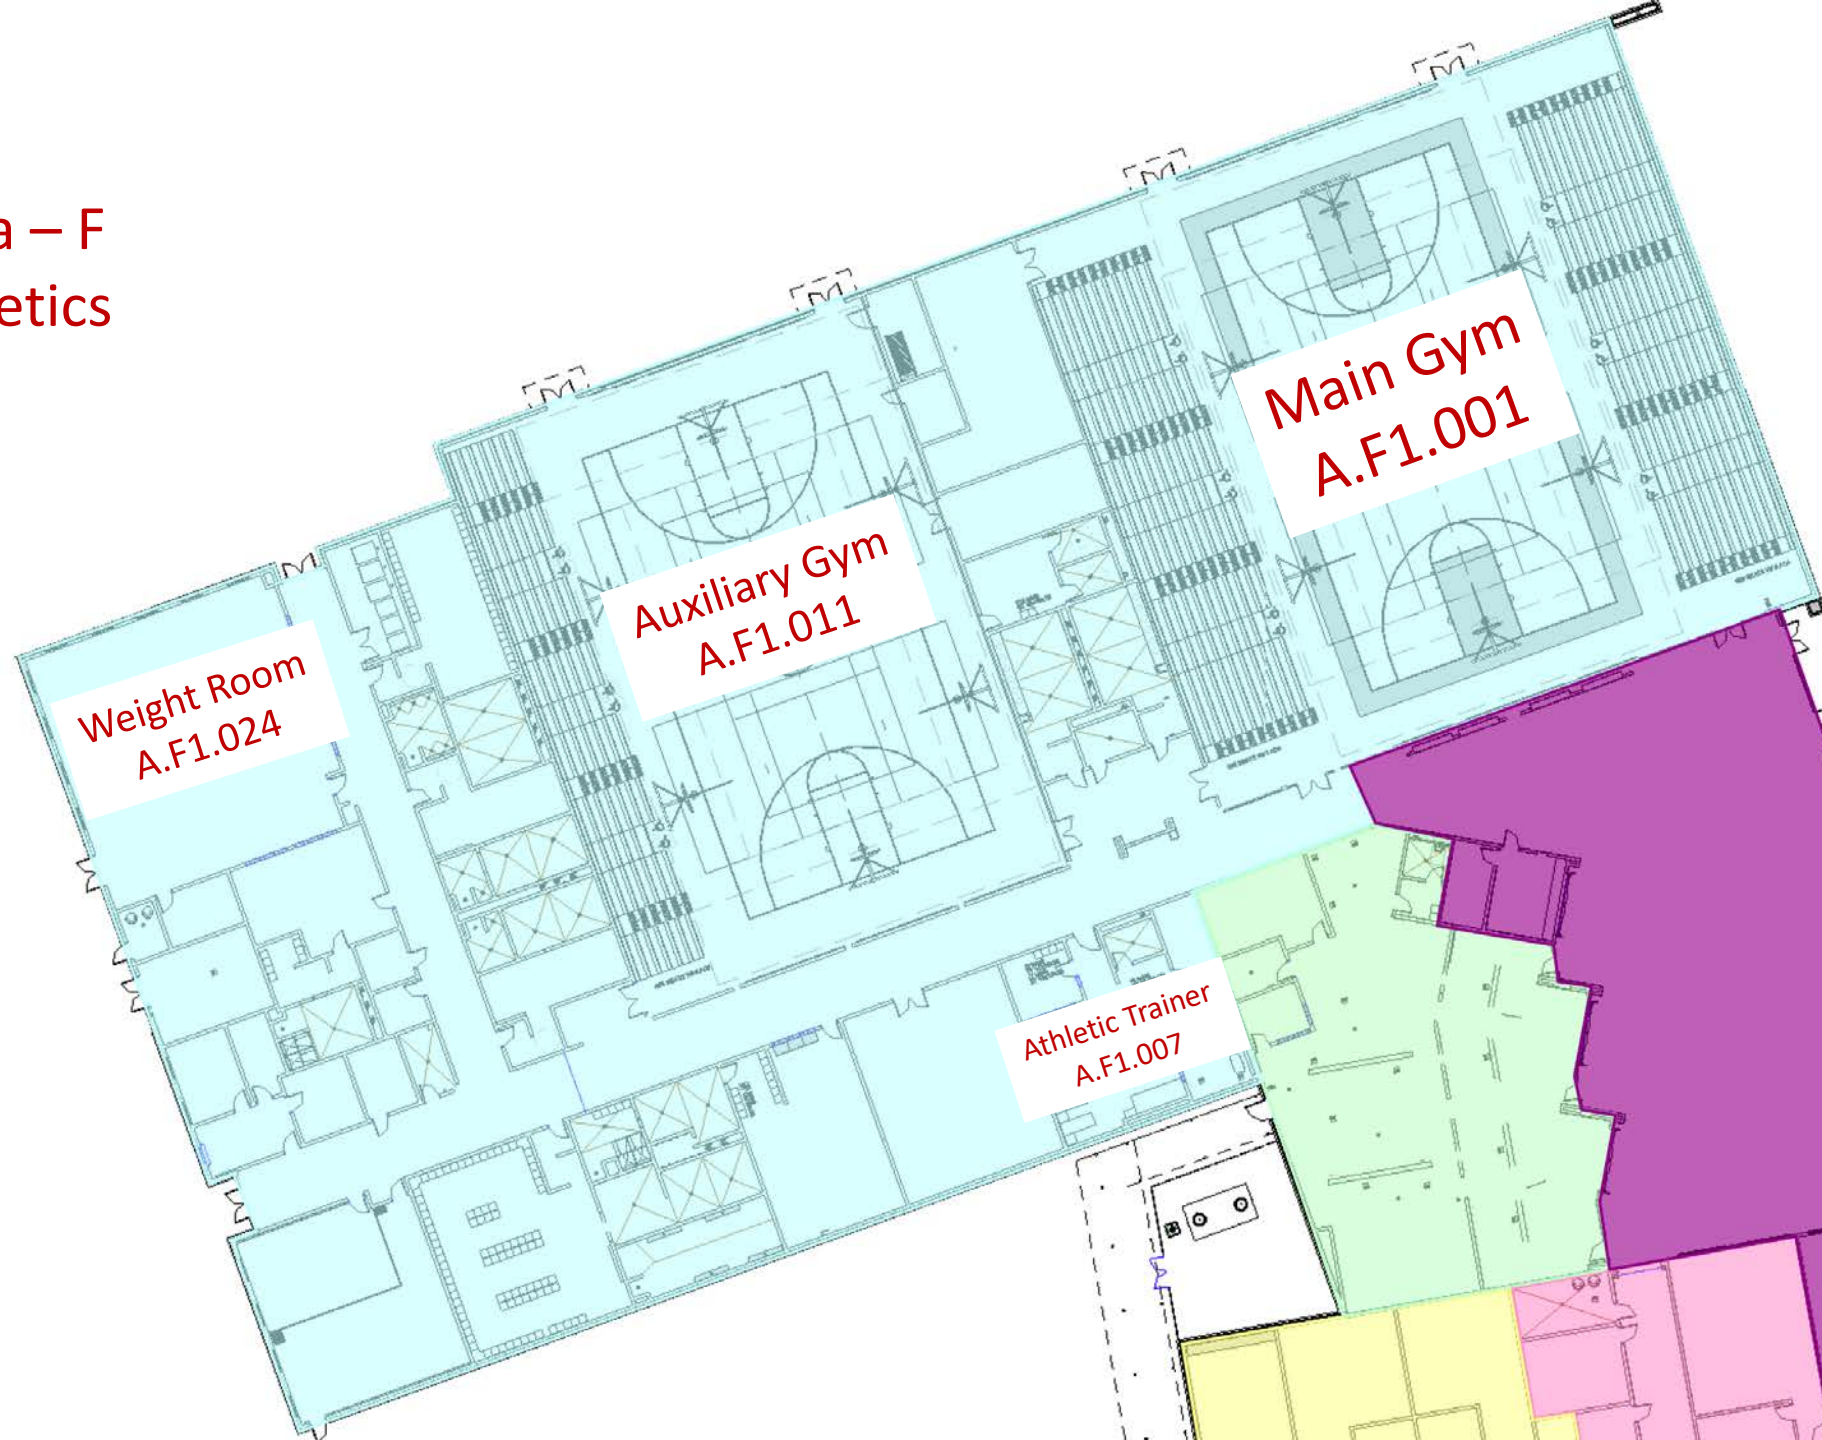 a – F
etics
Main Gym
A.F1.001
Auxiliary Gym
A.F1.011
Weight Room
A.F1.024
Athletic Trainer
A.F1.007